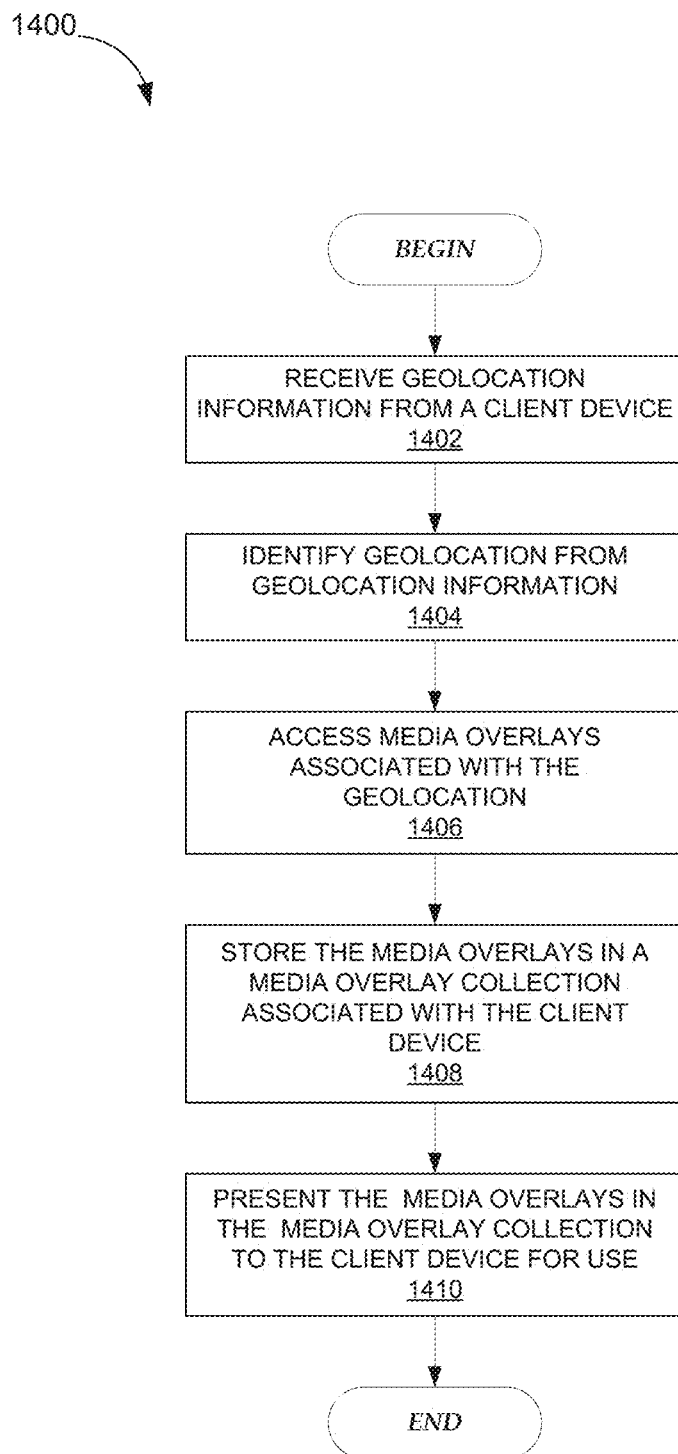 1400
BEGIN
RECEIVE GEOLOCATION
INFORMATION FROM A CLIENT DEVICE
1402
IDENTIFY GEOLOCATION FROM
GEOLOCATION INFORMATION
1404
ACCESS MEDIA OVERLAYS
ASSOCIATED WITH THE
GEOLOCATION
1406
STORE THE MEDIA OVERLAYS IN A
MEDIA OVERLAY COLLECTION
ASSOCIATED WITH THE CLIENT
DEVICE
1408
PRESENT THE MEDIA OVERLAYS IN
THE MEDIA OVERLAY COLLECTION
TO THE CLIENT DEVICE FOR USE
1410
END